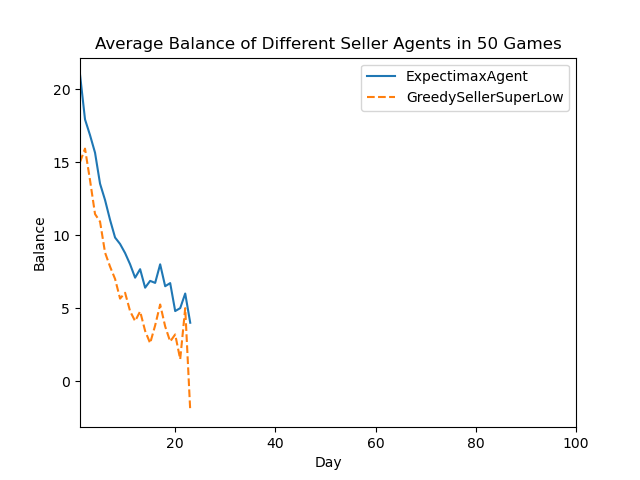 Average Balance of Different Seller Agents in 50 Games
ExpectimaxAgent
GreedySellerSuperLow
Balance
20
15
10
5
0
20 40 60 80 100
Day